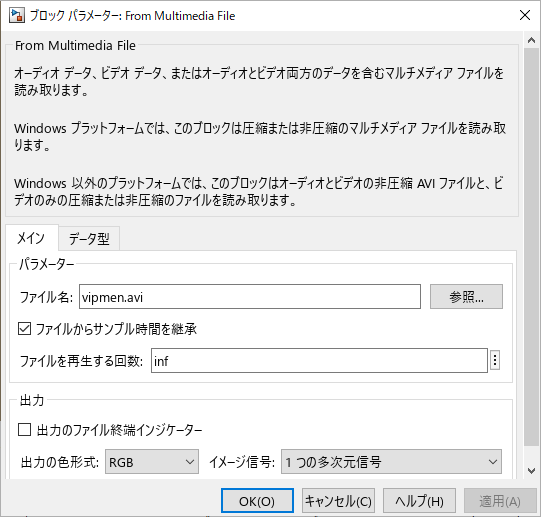 ブロック パラメーター: From Multimedia File
From Multimedia File
オーディオ データ、ビデオ データ、またはオーディオとビデオ両方のデータを含むマルチメディア ファイルを
読み取ります。
Windows プラットフォームでは、このブロックは圧縮または非圧縮のマルチメディア ファイルを読み取
ります。
Windows 以外のプラットフォームでは、このブロックはオーディオとビデオの非圧縮 AVI ファイルと、ビ
デオのみの圧縮または非圧縮のファイルを読み取ります。
メイン データ型
パラメーター
ファイル名: vipmen.avi 参照...
ファイルからサンプル時間を継承
ファイルを再生する回数: inf
出力
出力のファイル終端インジケーター
出力の色形式: RGB イメージ信号: 1 つの多次元信号
OK(O) キャンセル(C) ヘルプ(H) 適用(A)